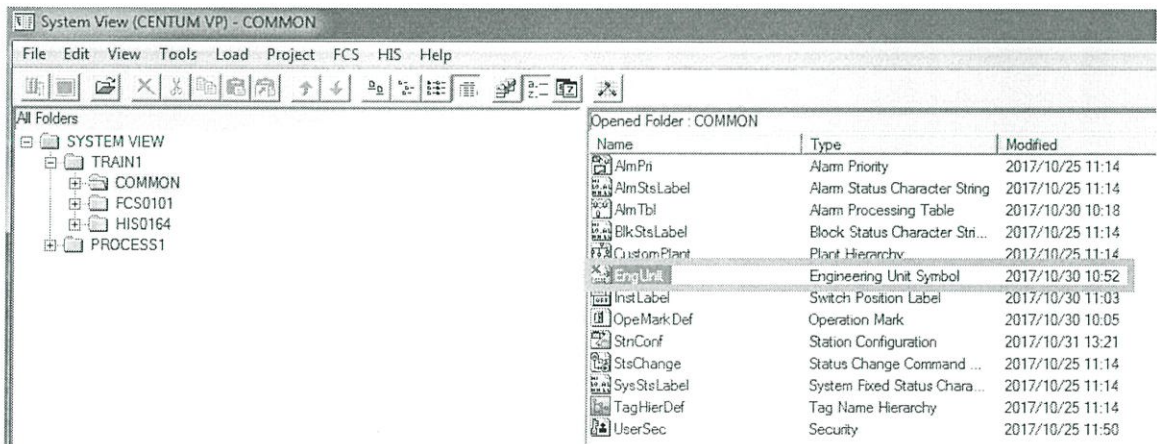 System View (CENTUM VP) - COMMON
File Edit View Tools Load Project FCS HIS Help
All Folders
SYSTEM VIEW
TRAIN1
COMMON
FCS0101
HIS0164
PROCESS1
Opened Folder : COMMON
Name Type Modified
AlmPri Alarm Priority 2017/10/25 11:14
AlmStsLabel Alarm Status Character String 2017/10/25 11:14
AlmTbl Alarm Processing Table 2017/10/30 10:18
BlkStsLabel Block Status Character Stri... 2017/10/25 11:14
CustomPlant Plant Hierarchy 2017/10/25 11:14
EngUnit Engineering Unit Symbol 2017/10/30 10:52
InstLabel Switch Position Label 2017/10/30 11:03
OpeMarkDef Operation Mark 2017/10/30 10:05
StnConf Station Configuration 2017/10/31 13:21
StsChange Status Change Command ... 2017/10/25 11:14
SysStsLabel System Fixed Status Chara... 2017/10/25 11:14
TagHierDef Tag Name Hierarchy 2017/10/25 11:14
UserSec Security 2017/10/25 11:50